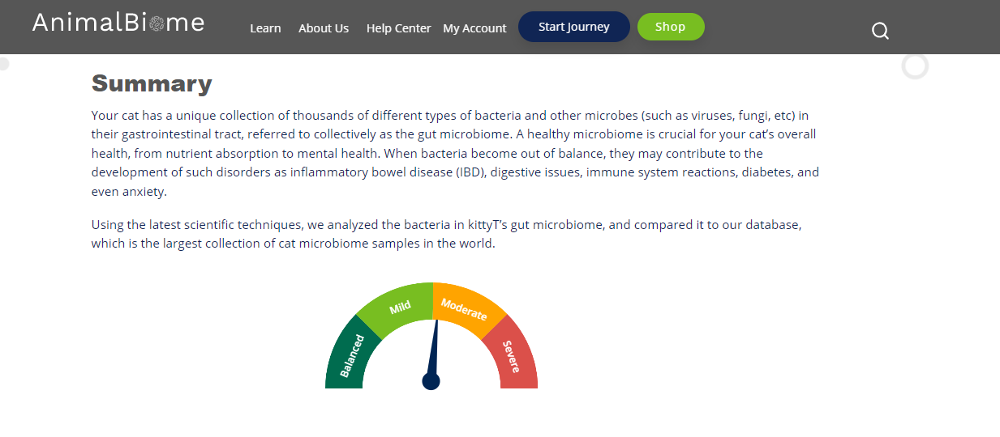 AnimalBiome
Learn About Us Help Center My Account Start Journey Shop
Summary
Your cat has a unique collection of thousands of different types of bacteria and other microbes (such as viruses, fungi, etc) in
their gastrointestinal tract, referred to collectively as the gut microbiome. A healthy microbiome is crucial for your cat’s overall
health, from nutrient absorption to mental health. When bacteria become out of balance, they may contribute to the
development of such disorders as inflammatory bowel disease (IBD), digestive issues, immune system reactions, diabetes, and
even anxiety.
Using the latest scientific techniques, we analyzed the bacteria in kittyT’s gut microbiome, and compared it to our database,
which is the largest collection of cat microbiome samples in the world.
Balanced
Mild
Moderate
Severe